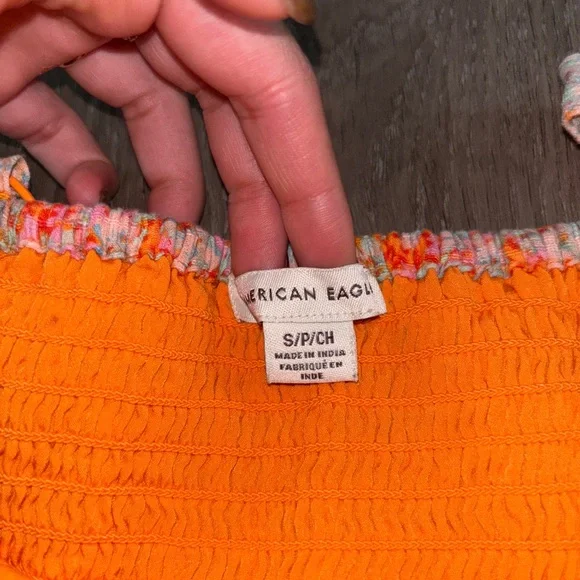 MERICAN EAGL
S/P/CH
MADE IN INDIA
FABRIQUÉ EN
INDE